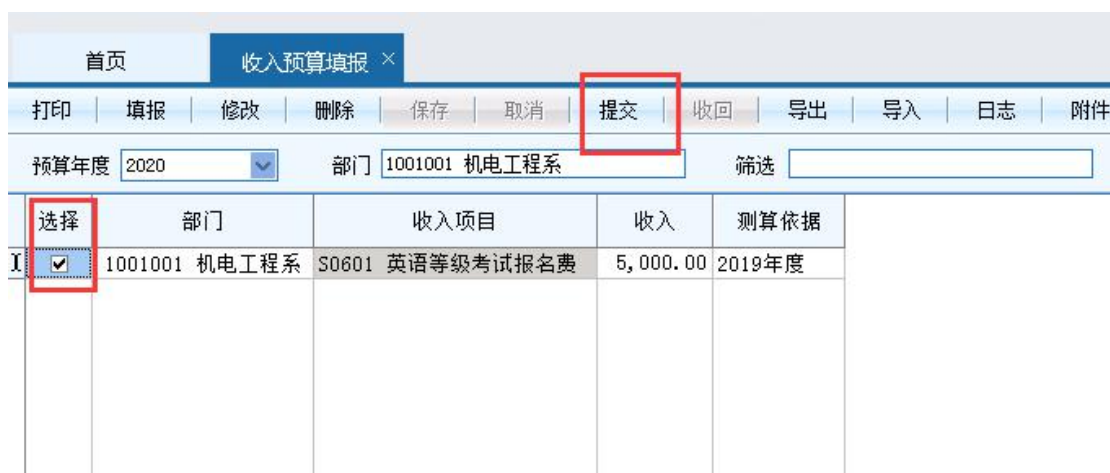 首页 收入预算填报 ×
打印 填报 修改 删除 保存 取消 提交 收回 导出 导入 日志 附件
预算年度 2020 部门 1001001 机电工程系 筛选
选择 部门 收入项目 收入 测算依据
1001001 机电工程系 S0601 英语等级考试报名费 5,000.00 2019年度